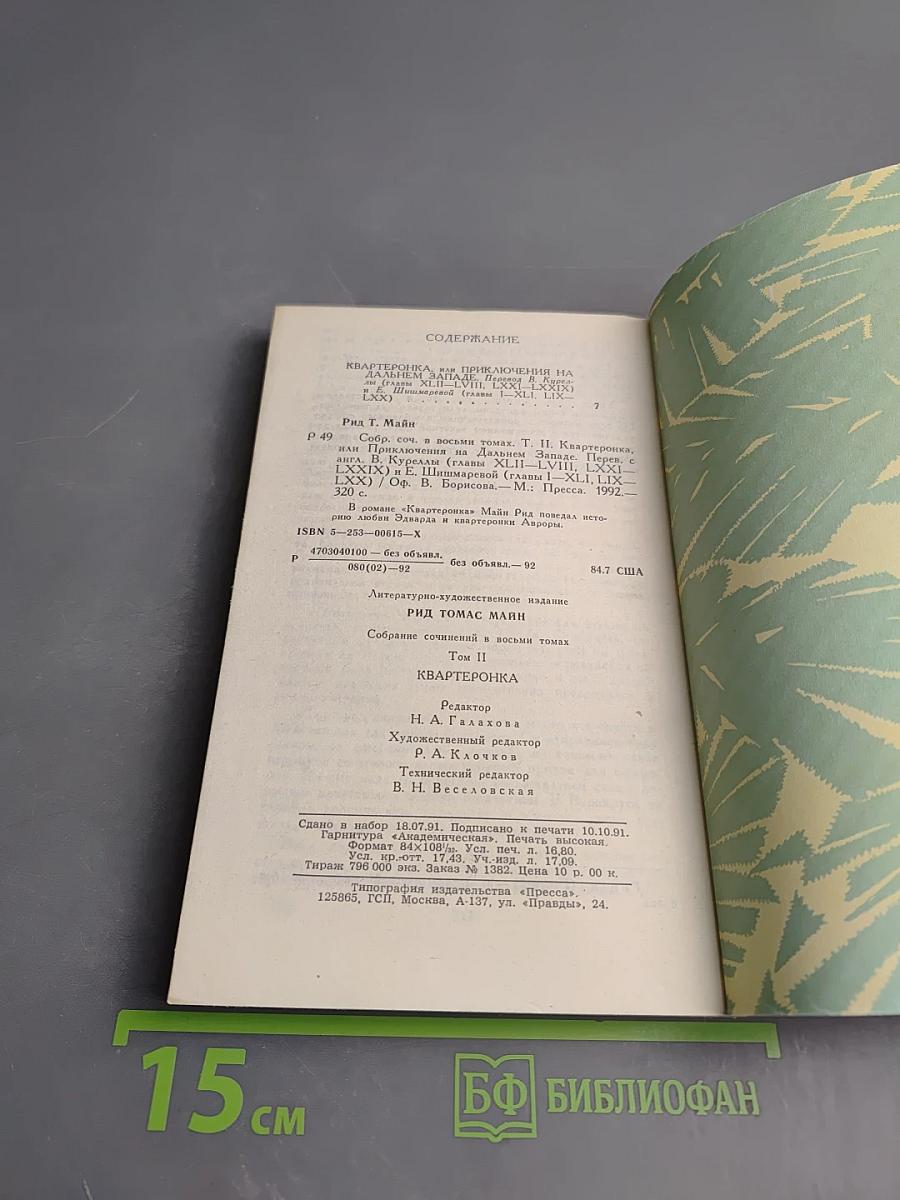 СОДЕРЖАНИЕ
КВАРТЕРОНКА, или ПРИКЛЮЧЕНИЯ НА
ДАЛЬНЕМ ЗАПАДЕ. Перевод В. Курел-
лы (главы XLII—LVIII, LXXI—LXXIX)
и Е. Шишмаревой (главы I—XLI, LIX—
LXX) . . . . . . . . . . . . . . 7
Рид Т. Майн
Р 49 Собр. соч. в восьми томах. Т. II. Квартеронка,
или Приключения на Дальнем Западе. Перев. с
англ. В. Куреллы (главы XLII—LVIII, LXXI—
LXXIX) и Е. Шишмаревой (главы I—XLI, LIX—
LXX) / Оф. В. Борисова.— М.: Пресса. 1992.—
320 с.
В романе «Квартеронка» Майн Рид поведал исто-
рию любви Эдварда и квартеронки Авроры.
ISBN 5—253—00615—X
Р 4703040100 — без объявл.
080(02)—92 без объявл.— 92 84.7 США
Литературно-художественное издание
РИД ТОМАС МАЙН
Собрание сочинений в восьми томах
Том II
КВАРТЕРОНКА
Редактор
Н. А. Галахова
Художественный редактор
Р. А. Клочков
Технический редактор
В. Н. Веселовская
Сдано в набор 18.07.91. Подписано к печати 10.10.91.
Гарнитура «Академическая». Печать высокая.
Формат 84×108 1/32. Усл. печ. л. 16,80.
Усл. кр.-отт. 17,43. Уч.-изд. л. 17,09.
Тираж 796 000 экз. Заказ № 1382. Цена 10 р. 00 к.
Типография издательства «Пресса».
125865, ГСП, Москва, А-137, ул. «Правды», 24.
15 см
БФ БИБЛИОФАН